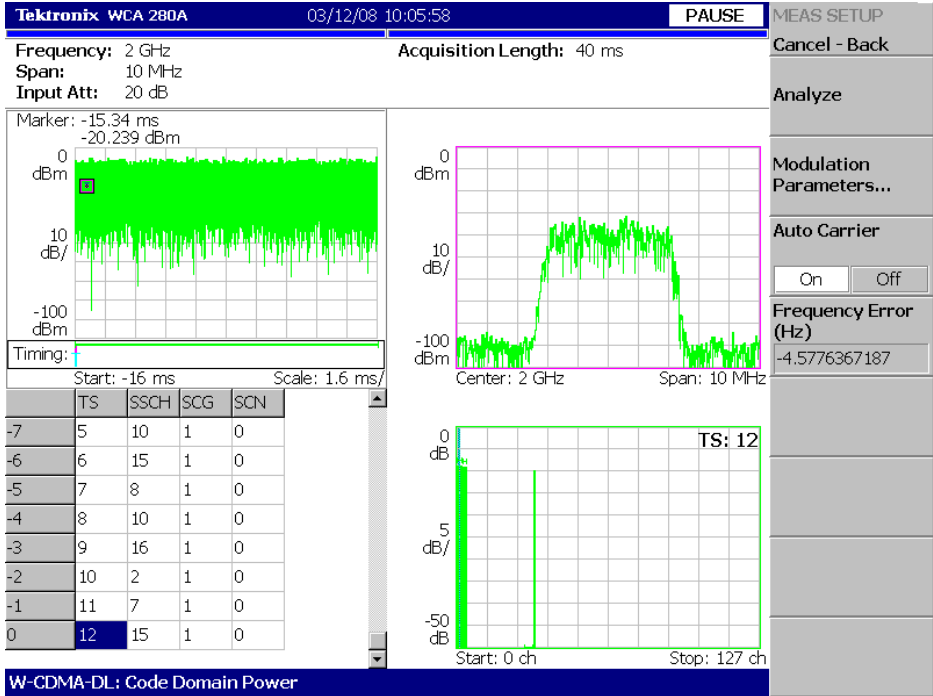 Tektronix WCA 280A 03/12/08 10:05:58 PAUSE
MEAS SETUP
Cancel - Back
Frequency: 2 GHz
Span: 10 MHz
Input Att: 20 dB
Acquisition Length: 40 ms
Analyze
Modulation
Parameters...
Auto Carrier
On Off
Frequency Error
(Hz)
-4.5776367187
Marker: -15.34 ms
-20.239 dBm
0
dBm
10
dB/
-100
dBm
Timing:
Start: -16 ms Scale: 1.6 ms/
0
dBm
10
dB/
-100
dBm
Center: 2 GHz Span: 10 MHz
TS SSCH SCG SCN
-7 5 10 1 0
-6 6 15 1 0
-5 7 8 1 0
-4 8 10 1 0
-3 9 16 1 0
-2 10 2 1 0
-1 11 7 1 0
0 12 15 1 0
TS: 12
0
dB
5
dB/
-50
dB
Start: 0 ch Stop: 127 ch
W-CDMA-DL: Code Domain Power